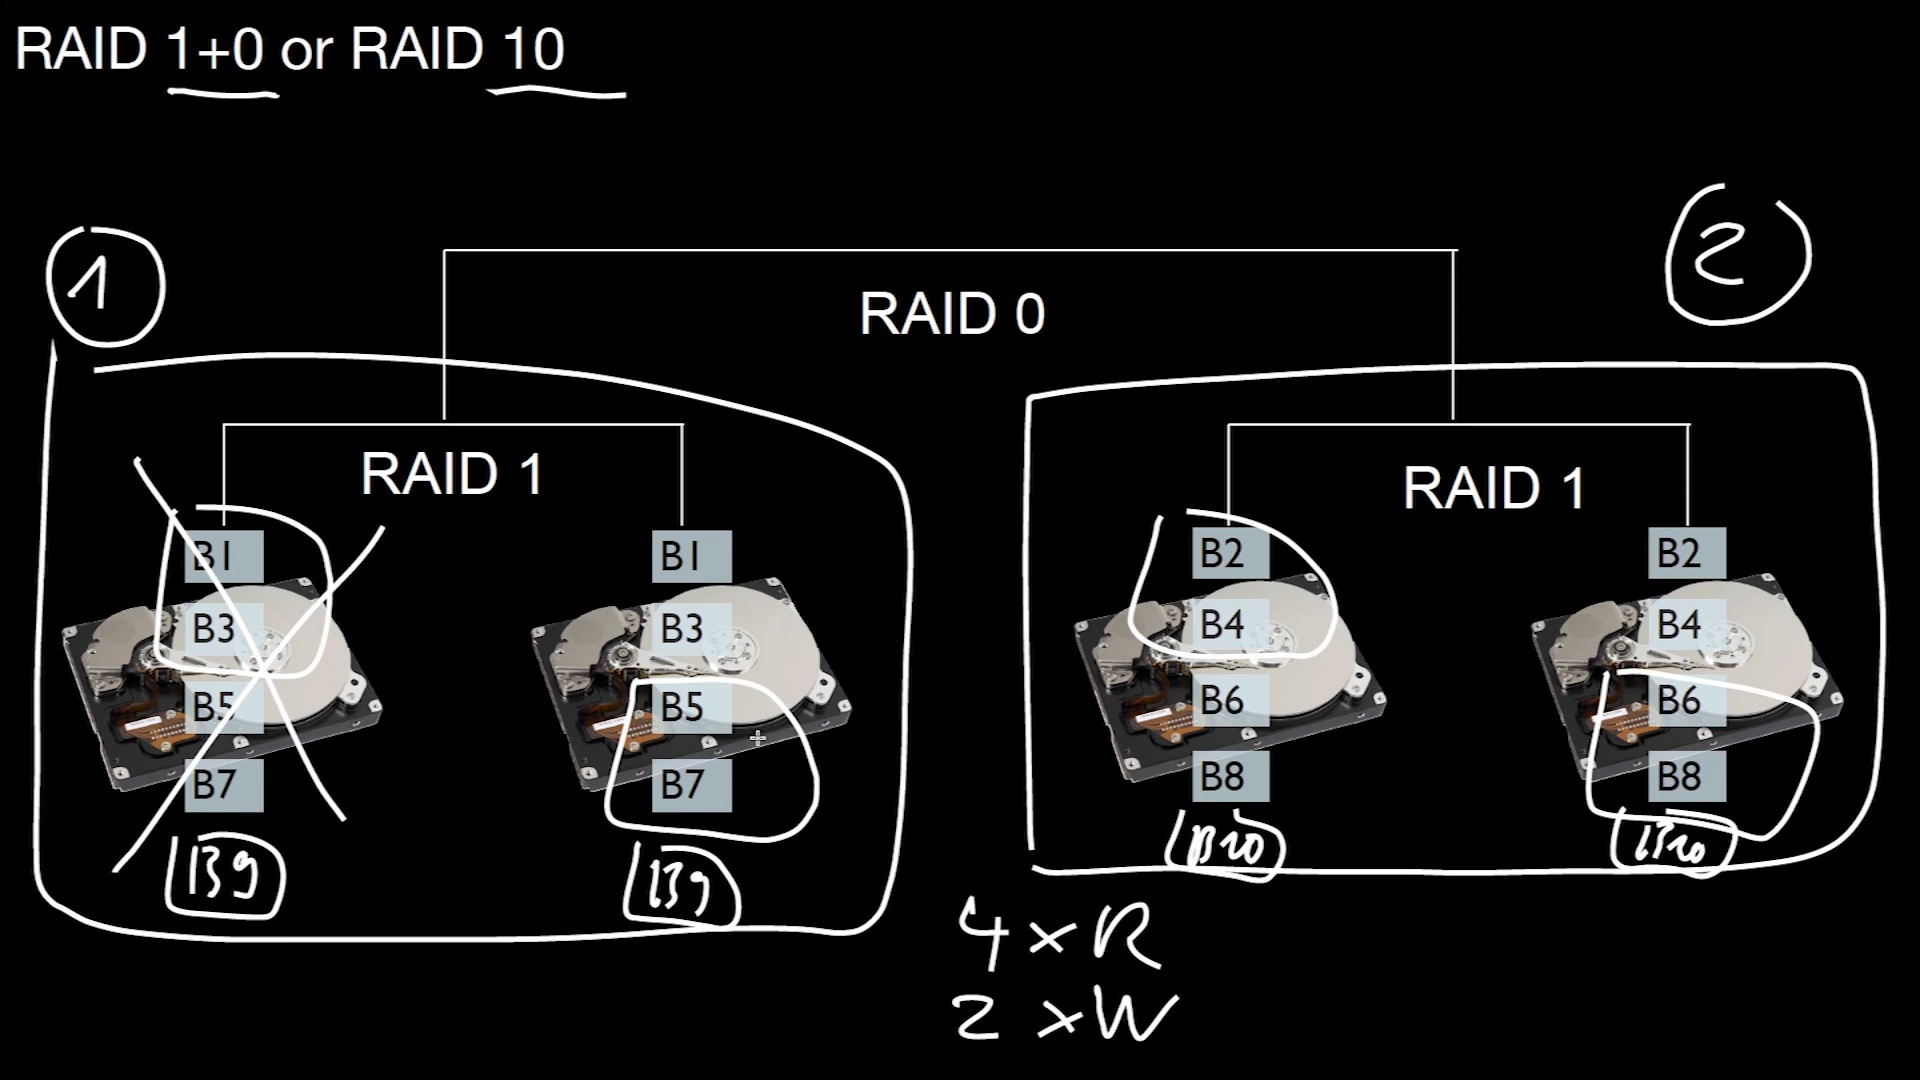 RAID 1+0 or RAID 10
1
2
RAID 0
RAID 1
RAID 1
B1 B1 B2 B2
B3 B3 B4 B4
B5 B5 B6 B6
B7 B7 B8 B8
B9 B9 B10 B10
4 x R
2 x W